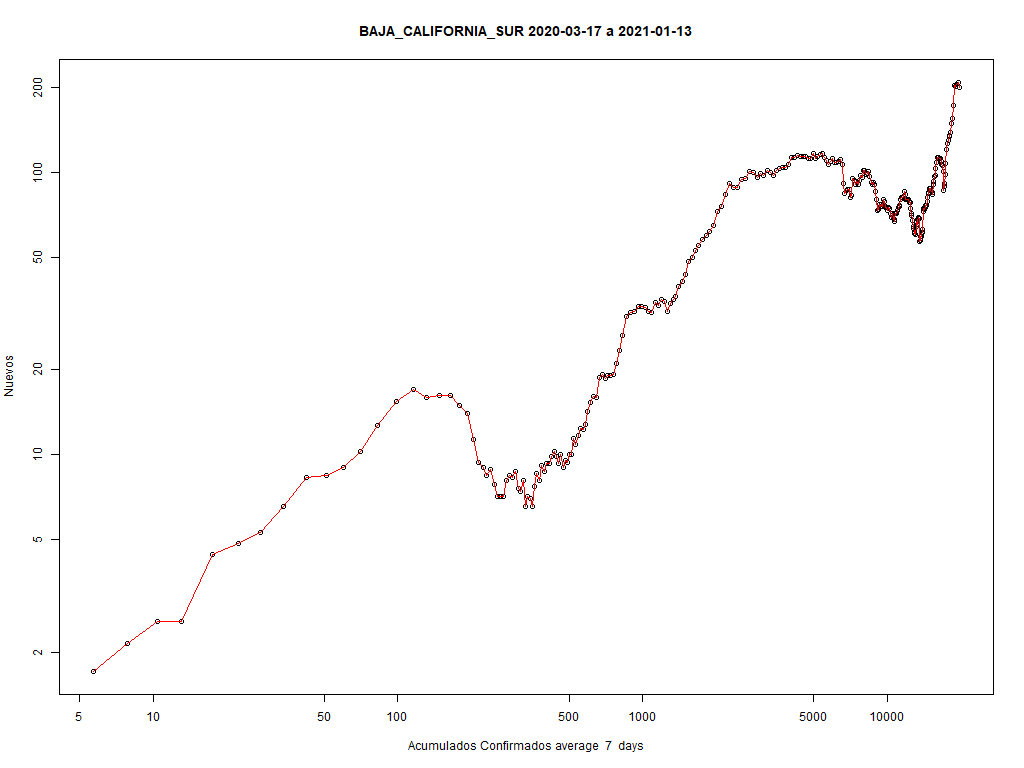 BAJA_CALIFORNIA_SUR 2020-03-17 a 2021-01-13
200
100
50
20
10
5
2
Nuevos
5 10 50 100 500 1000 5000 10000
Acumulados Confirmados average 7 days